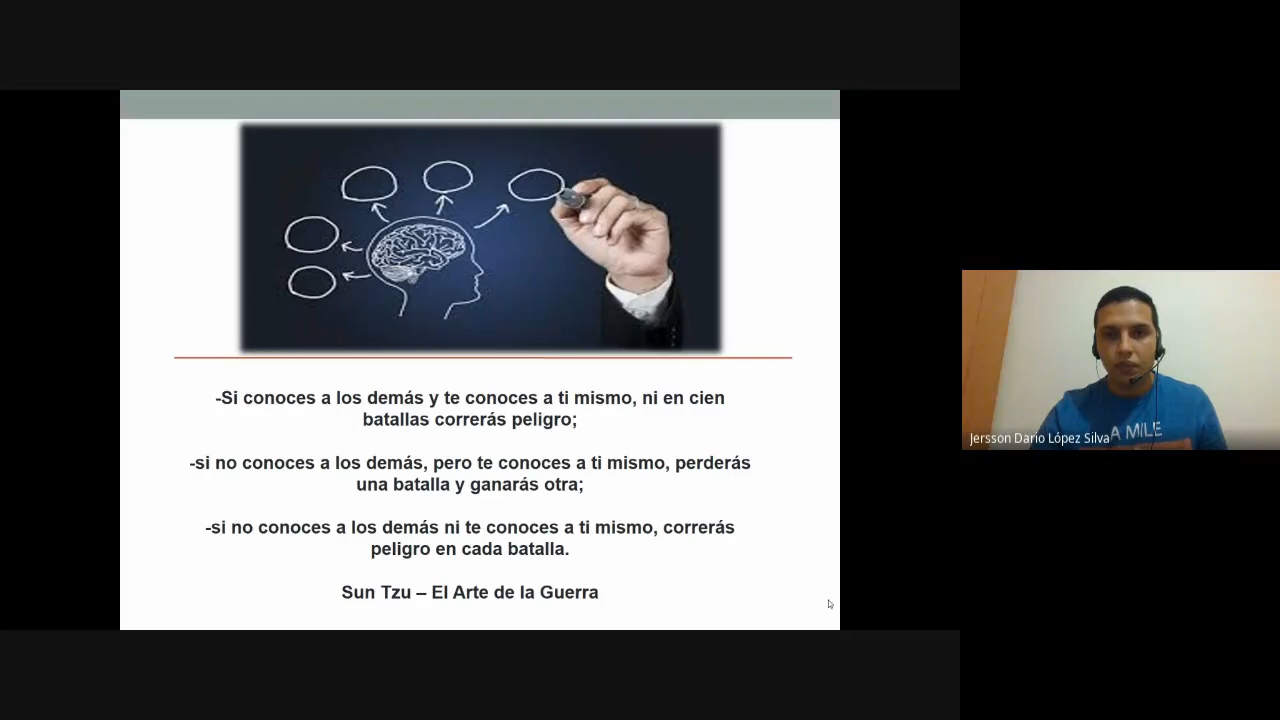 -Si conoces a los demás y te conoces a ti mismo, ni en cien
batallas correrás peligro;
-si no conoces a los demás, pero te conoces a ti mismo, perderás
una batalla y ganarás otra;
-si no conoces a los demás ni te conoces a ti mismo, correrás
peligro en cada batalla.
Sun Tzu – El Arte de la Guerra
A MILE
Jersson Dario López Silva